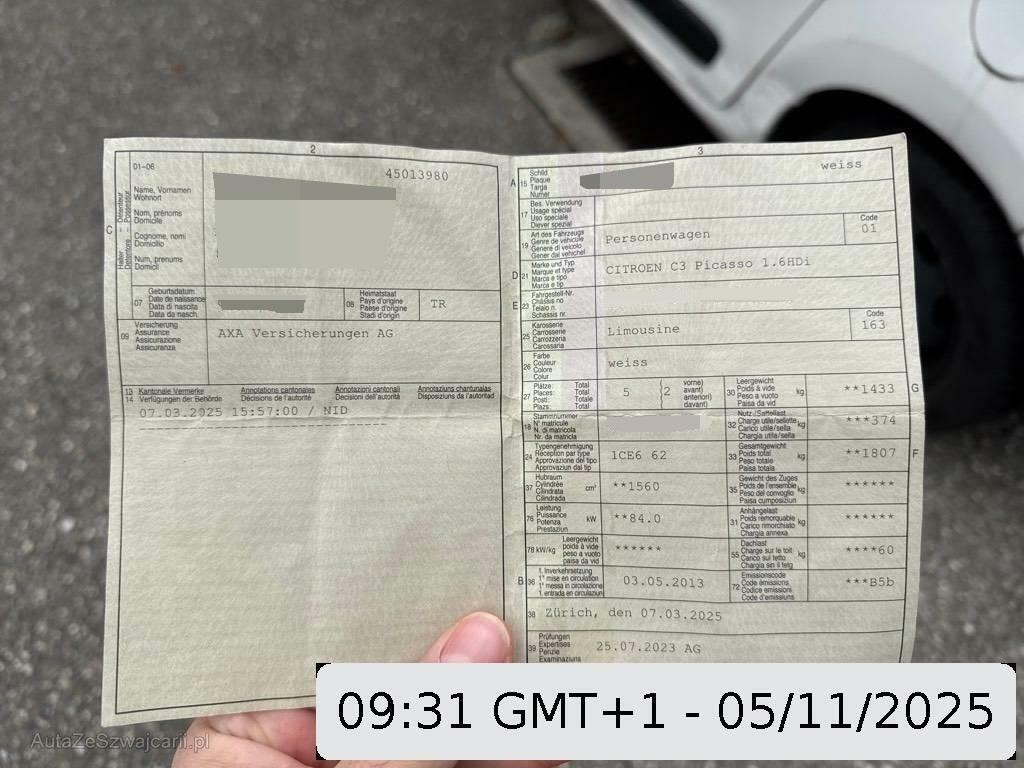 2
01-06
45013980
C
Halter Détenteur
Detentore Possessur
Name, Vornamen
Wohnort
Nom, prénoms
Domicile
Cognome, nomi
Domicilio
Num, prenums
Domicil
07
Geburtsdatum
Date de naissance
Data di nascita
Data da nasch.
08
Heimatstaat
Pays d'origine
Paese d'origine
Stadi d'origin
TR
09
Versicherung
Assurance
Assicurazione
Assicuranza
AXA Versicherungen AG
13 Kantonale Vermerke Annotations cantonales Annotazioni cantonali Annotaziuns chantunalas
14 Verfügungen der Behörde Décisions de l'autorité Decisioni dell'autorità Disposiziuns da l'autoritad
07.03.2025 15:57:00 / NID
3
A 15
Schild
Plaque
Targa
Numer
weiss
17
Bes. Verwendung
Usage spécial
Uso speciale
Diever spezial
19
Art des Fahrzeugs
Genre de véhicule
Genere di veicolo
Gener dal vehichel
Personenwagen
Code
01
D 21
Marke und Typ
Marque et type
Marca e tipo
Marca e tip
CITROEN C3 Picasso 1.6HDi
E 23
Fahrgestell-Nr.
Châssis no
Telaio n.
Schassis nr.
25
Karosserie
Carrosserie
Carrozzeria
Carossaria
Limousine
Code
163
26
Farbe
Couleur
Colore
Colur
weiss
27
Plätze: Total
Places: Total
Posti: Totale
Plazs: Total
5 (2
vorne)
avant)
anteriori)
davant)
30
Leergewicht
Poids à vide
Peso a vuoto
Paisa da vid
kg
**1433
G
18
Stammnummer
N° matricule
N. di matricola
Nr. da matricla
32
Nutz-/Sattellast
Charge utile/sellette
Carico utile/sella
Chargia utila/sella
kg
***374
24
Typengenehmigung
Réception par type
Approvazione del tipo
Approvaziun dal tip
1CE6 62
33
Gesamtgewicht
Poids total
Peso totale
Paisa totala
kg
**1807
F
37
Hubraum
Cylindrée
Cilindrata
Cilindrada
cm³
**1560
35
Gewicht des Zuges
Poids de l'ensemble
Peso del convoglio
Paisa cumposiziun
kg
******
76
Leistung
Puissance
Potenza
Prestaziun
kW
**84.0
31
Anhängelast
Poids remorquable
Carico rimorchiato
Chargia annexa
kg
******
78 kW/kg
Leergewicht
poids à vide
peso a vuoto
paisa da vid
******
55
Dachlast
Charge sur le toit
Carico sul tetto
Chargia sin il tetg
kg
****60
B 36
1. Inverkehrsetzung
1re mise en circulation
1a messa in circolazione
1. entrada en circulaziun
03.05.2013
72
Emissionscode
Code émissions
Codice emissioni
Code d'emissiuns
***B5b
38 Zürich, den 07.03.2025
39
Prüfungen
Expertises
Perizie
Examinaziuns
25.07.2023 AG
09:31 GMT+1 - 05/11/2025
AutaZeSzwajcarii.pl